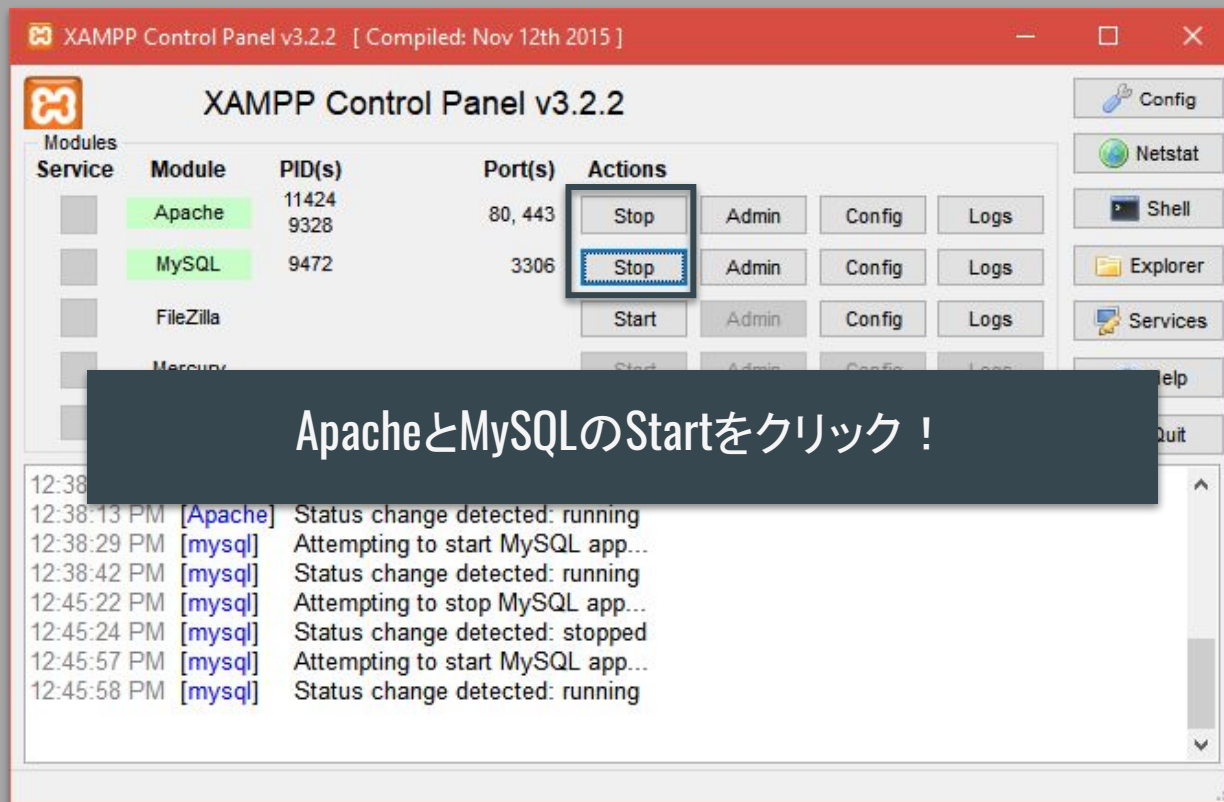 XAMPP Control Panel v3.2.2 [ Compiled: Nov 12th 2015 ]
XAMPP Control Panel v3.2.2
Config
Modules
Netstat
Service Module PID(s) Port(s) Actions
Apache 11424 9328 80, 443 Stop Admin Config Logs
Shell
MySQL 9472 3306 Stop Admin Config Logs
Explorer
FileZilla Start Admin Config Logs
Services
ApacheとMySQLのStartをクリック！
12:38:13 PM [Apache] Status change detected: running
12:38:29 PM [mysql] Attempting to start MySQL app...
12:38:42 PM [mysql] Status change detected: running
12:45:22 PM [mysql] Attempting to stop MySQL app...
12:45:24 PM [mysql] Status change detected: stopped
12:45:57 PM [mysql] Attempting to start MySQL app...
12:45:58 PM [mysql] Status change detected: running